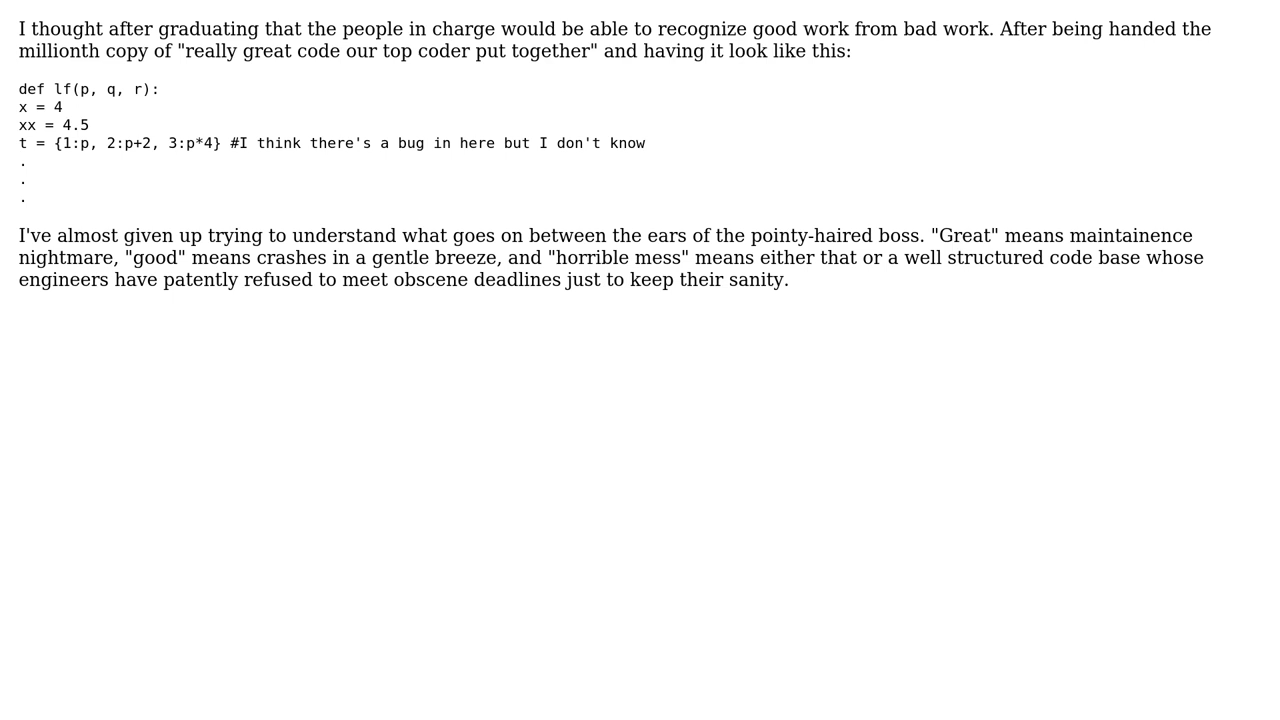 I thought after graduating that the people in charge would be able to recognize good work from bad work. After being handed the
millionth copy of "really great code our top coder put together" and having it look like this:
def lf(p, q, r):
x = 4
xx = 4.5
t = {1:p, 2:p+2, 3:p*4} #I think there's a bug in here but I don't know
.
.
.
I've almost given up trying to understand what goes on between the ears of the pointy-haired boss. "Great" means maintainence
nightmare, "good" means crashes in a gentle breeze, and "horrible mess" means either that or a well structured code base whose
engineers have patently refused to meet obscene deadlines just to keep their sanity.